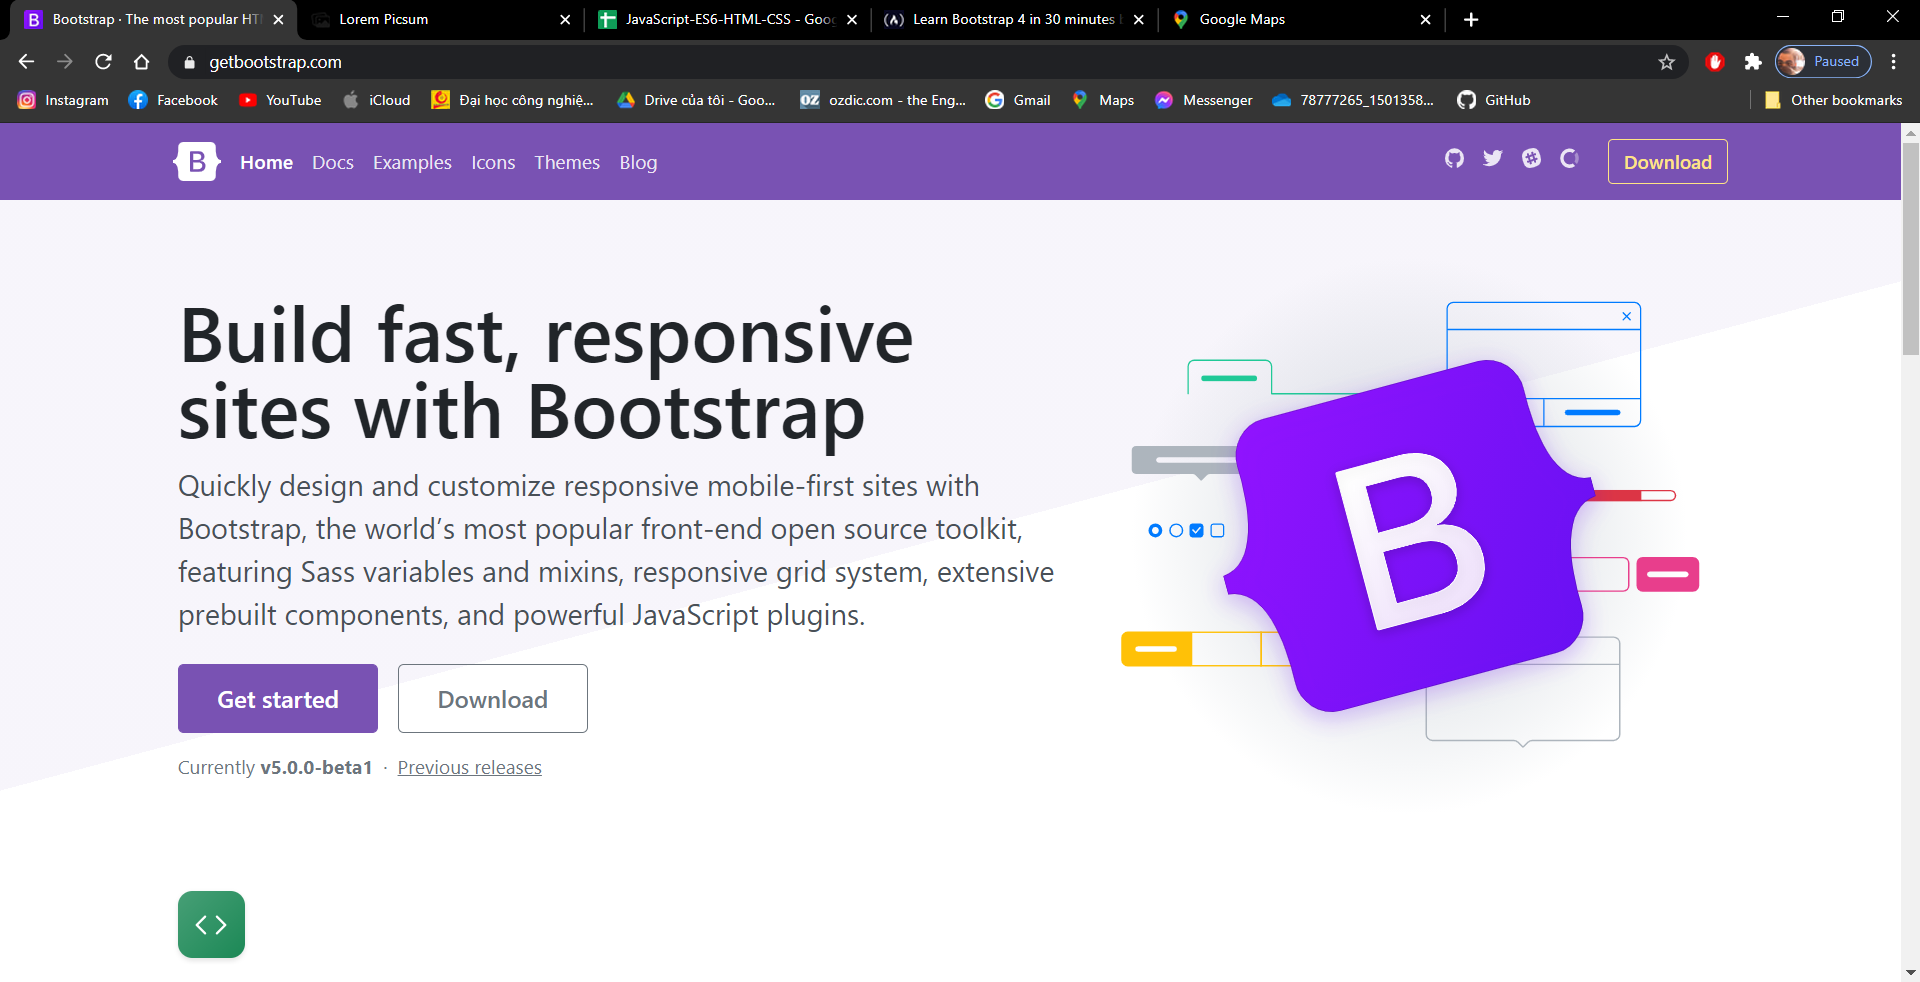 Bootstrap · The most popular HT
Lorem Picsum
JavaScript-ES6-HTML-CSS - Goo
Learn Bootstrap 4 in 30 minutes
Google Maps
getbootstrap.com
Paused
Instagram
Facebook
YouTube
iCloud
Đại học công nghiệ...
Drive của tôi - Goo...
OZ
ozdic.com - the Eng...
Gmail
Maps
Messenger
78777265_1501358...
GitHub
Other bookmarks
B
Home
Docs
Examples
Icons
Themes
Blog
Download
Build fast, responsive
sites with Bootstrap
Quickly design and customize responsive mobile-first sites with
Bootstrap, the world’s most popular front-end open source toolkit,
featuring Sass variables and mixins, responsive grid system, extensive
prebuilt components, and powerful JavaScript plugins.
Get started
Download
Currently v5.0.0-beta1 · Previous releases
B